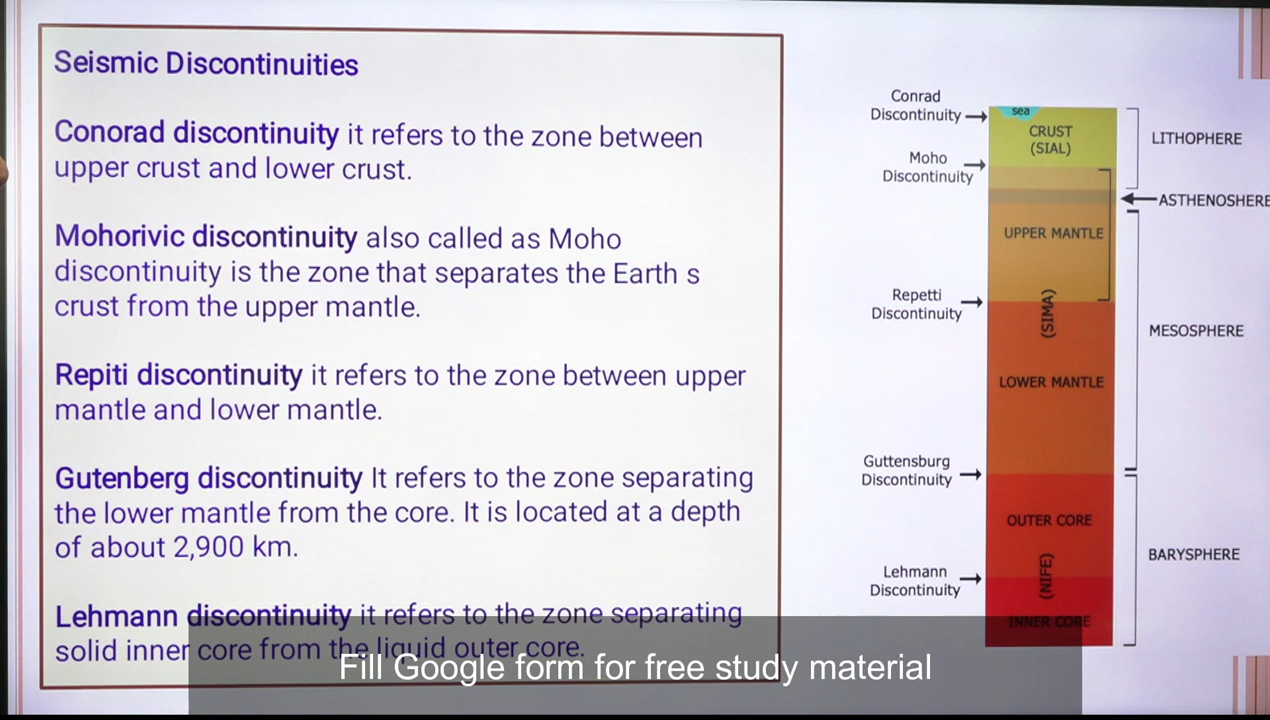 Seismic Discontinuities
Conorad discontinuity it refers to the zone between
upper crust and lower crust.
Mohorivic discontinuity also called as Moho
discontinuity is the zone that separates the Earth s
crust from the upper mantle.
Repiti discontinuity it refers to the zone between upper
mantle and lower mantle.
Gutenberg discontinuity It refers to the zone separating
the lower mantle from the core. It is located at a depth
of about 2,900 km.
Lehmann discontinuity it refers to the zone separating
solid inner core from the liquid outer core.
Conrad
Discontinuity
sea
CRUST
(SIAL)
LITHOPHERE
Moho
Discontinuity
ASTHENOSHERE
UPPER MANTLE
Repetti
Discontinuity
(SIMA)
MESOSPHERE
LOWER MANTLE
Guttensburg
Discontinuity
OUTER CORE
BARYSPHERE
Lehmann
Discontinuity
(NIFE)
INNER CORE
Fill Google form for free study material